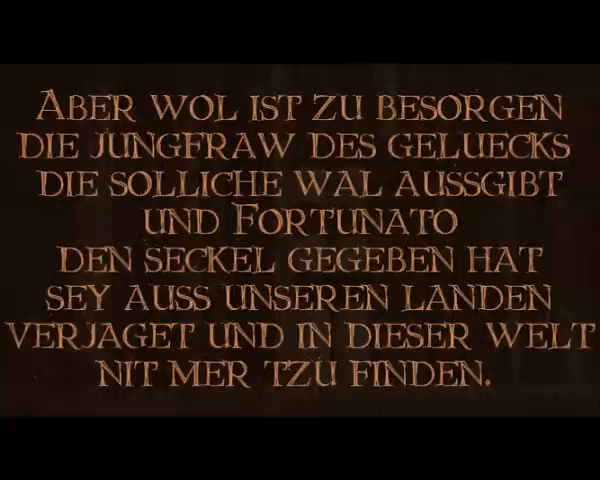 Aber wol ist zu besorgen
die jungfraw des geluecks
die solliche wal aussgibt
und Fortunato
den seckel gegeben hat
sey auss unseren landen
verjaget und in dieser welt
nit mer tzu finden.